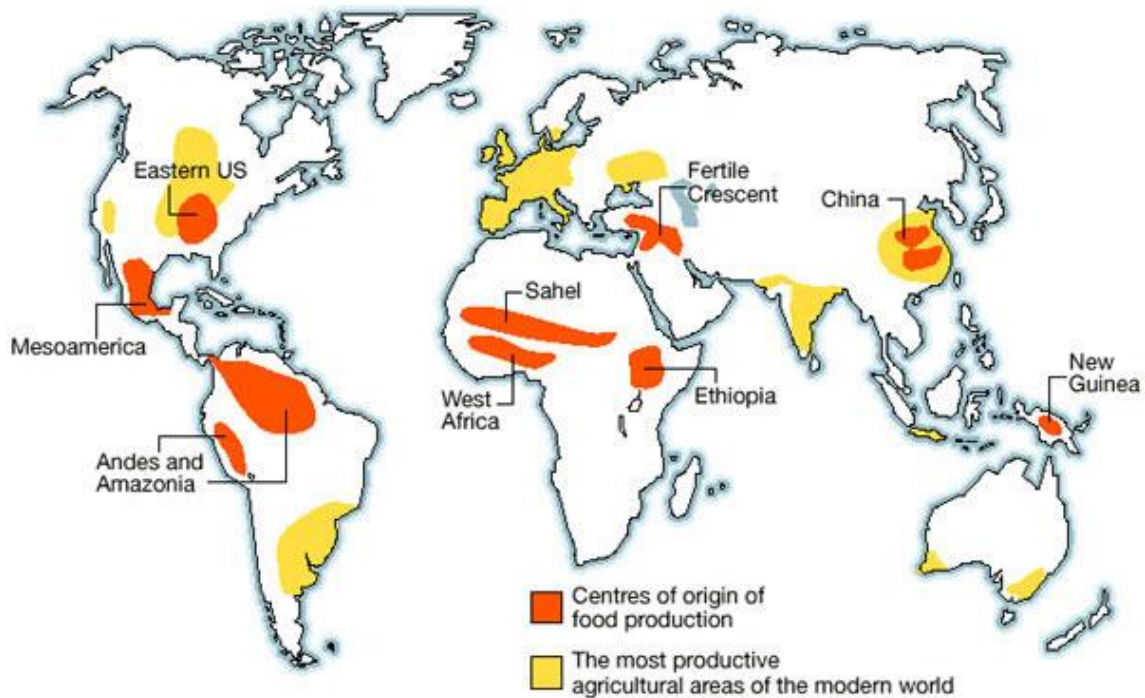 Eastern US
Fertile
Crescent
China
Sahel
Mesoamerica
New
Guinea
West
Africa
Ethiopia
Andes and
Amazonia
Centres of origin of
food production
The most productive
agricultural areas of the modern world